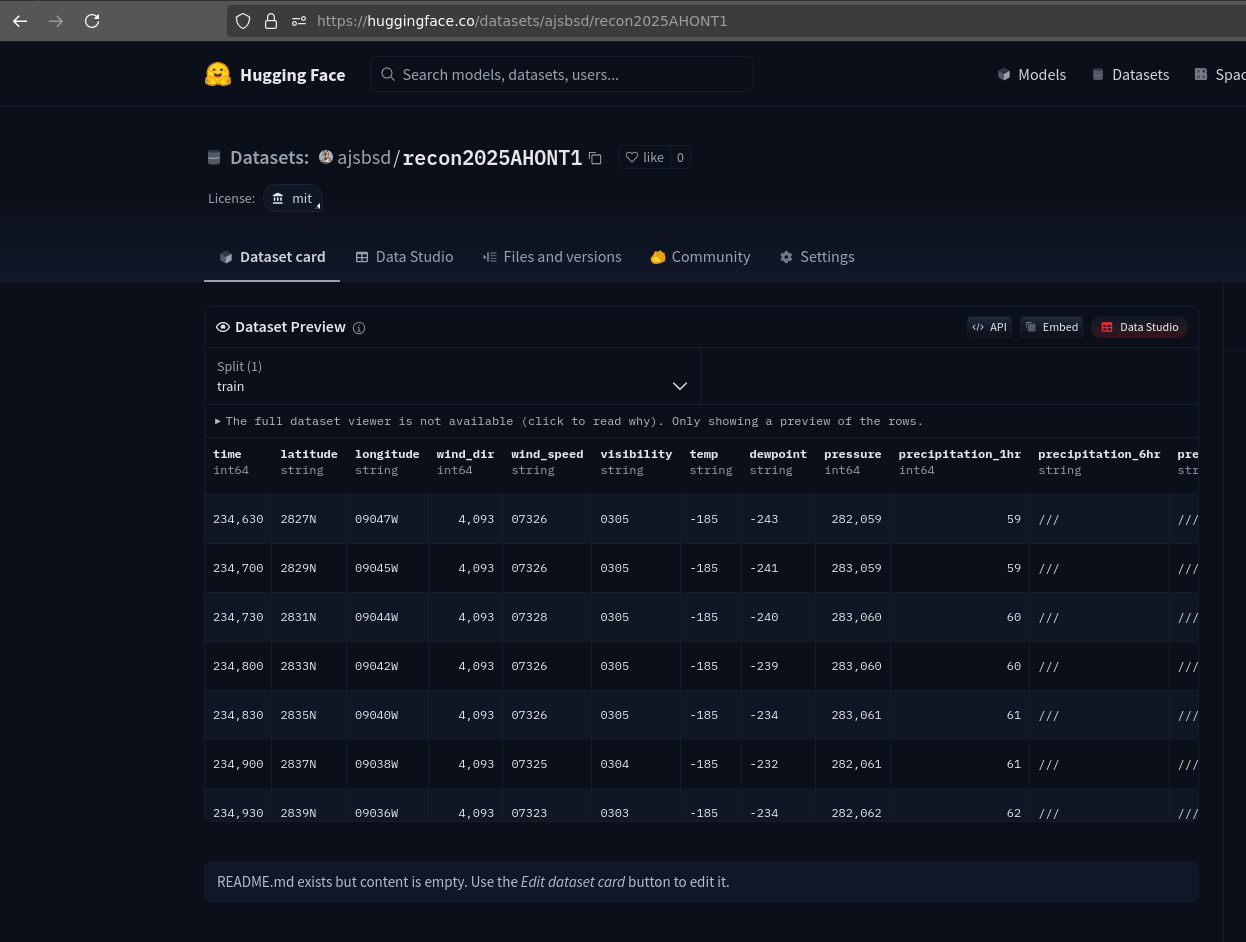 https://huggingface.co/datasets/ajsbsd/recon2025AHONT1
Hugging Face Search models, datasets, users... Models Datasets Spac
Datasets: ajsbsd/recon2025AHONT1 like 0
License: mit
Dataset card Data Studio Files and versions Community Settings
Dataset Preview API Embed Data Studio
Split (1)
train
The full dataset viewer is not available (click to read why). Only showing a preview of the rows.
time latitude longitude wind_dir wind_speed visibility temp dewpoint pressure precipitation_1hr precipitation_6hr pre
int64 string string int64 string string string string int64 int64 string str
234,630 2827N 09047W 4,093 07326 0305 -185 -243 282,059 59 /// ///
234,700 2829N 09045W 4,093 07326 0305 -185 -241 283,059 59 /// ///
234,730 2831N 09044W 4,093 07328 0305 -185 -240 283,060 60 /// ///
234,800 2833N 09042W 4,093 07326 0305 -185 -239 283,060 60 /// ///
234,830 2835N 09040W 4,093 07326 0305 -185 -234 283,061 61 /// ///
234,900 2837N 09038W 4,093 07325 0304 -185 -232 282,061 61 /// ///
234,930 2839N 09036W 4,093 07323 0303 -185 -234 282,062 62 /// ///
README.md exists but content is empty. Use the Edit dataset card button to edit it.